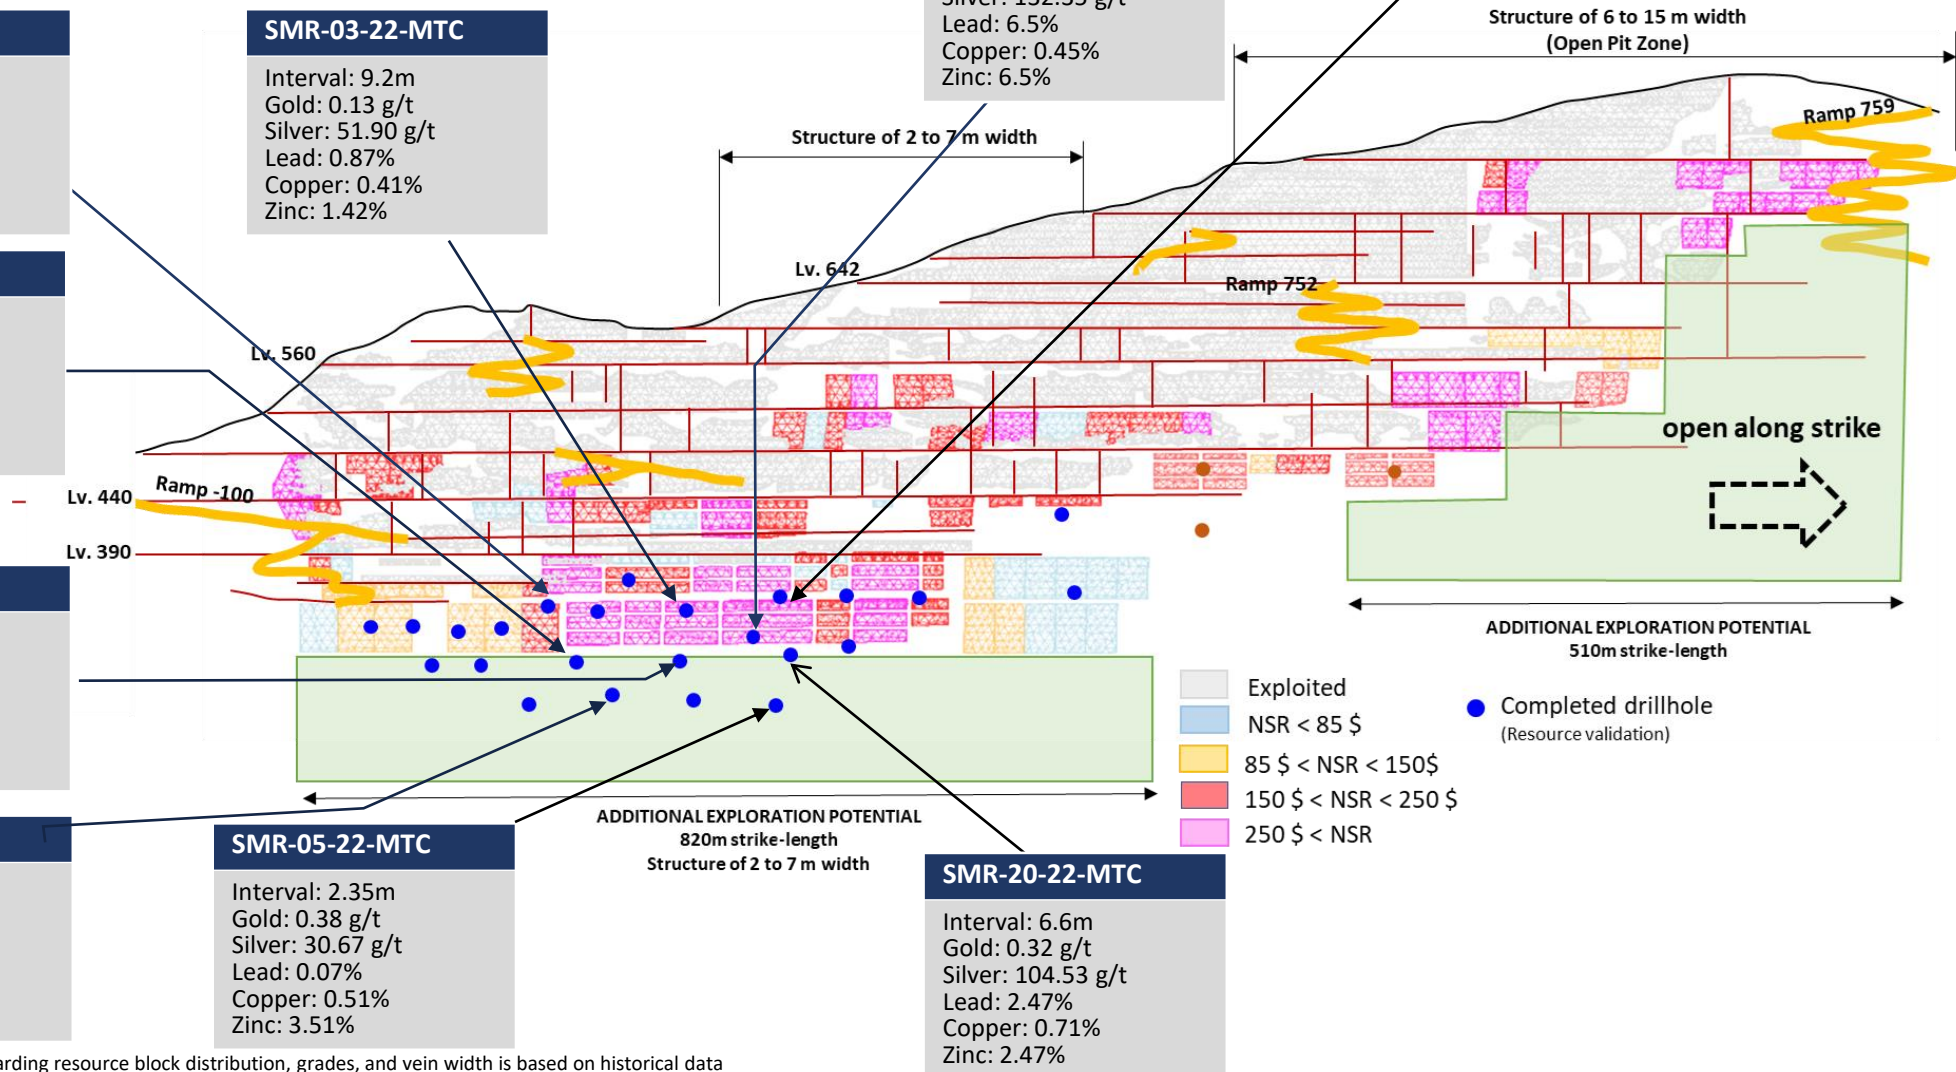 Silver: 132.33 g/t
Lead: 6.5%
Copper: 0.45%
Zinc: 6.5%
Structure of 6 to 15 m width
(Open Pit Zone)
SMR-03-22-MTC
Interval: 9.2m
Gold: 0.13 g/t
Silver: 51.90 g/t
Lead: 0.87%
Copper: 0.41%
Zinc: 1.42%
Structure of 2 to 7 m width
Ramp 759
Lv. 642
Ramp 752
Lv. 560
open along strike
Lv. 440
Ramp -100
Lv. 390
ADDITIONAL EXPLORATION POTENTIAL
510m strike-length
Exploited
NSR < 85 $
85 $ < NSR < 150$
150 $ < NSR < 250 $
250 $ < NSR
Completed drillhole
(Resource validation)
ADDITIONAL EXPLORATION POTENTIAL
820m strike-length
Structure of 2 to 7 m width
SMR-05-22-MTC
Interval: 2.35m
Gold: 0.38 g/t
Silver: 30.67 g/t
Lead: 0.07%
Copper: 0.51%
Zinc: 3.51%
SMR-20-22-MTC
Interval: 6.6m
Gold: 0.32 g/t
Silver: 104.53 g/t
Lead: 2.47%
Copper: 0.71%
Zinc: 2.47%
arding resource block distribution, grades, and vein width is based on historical data